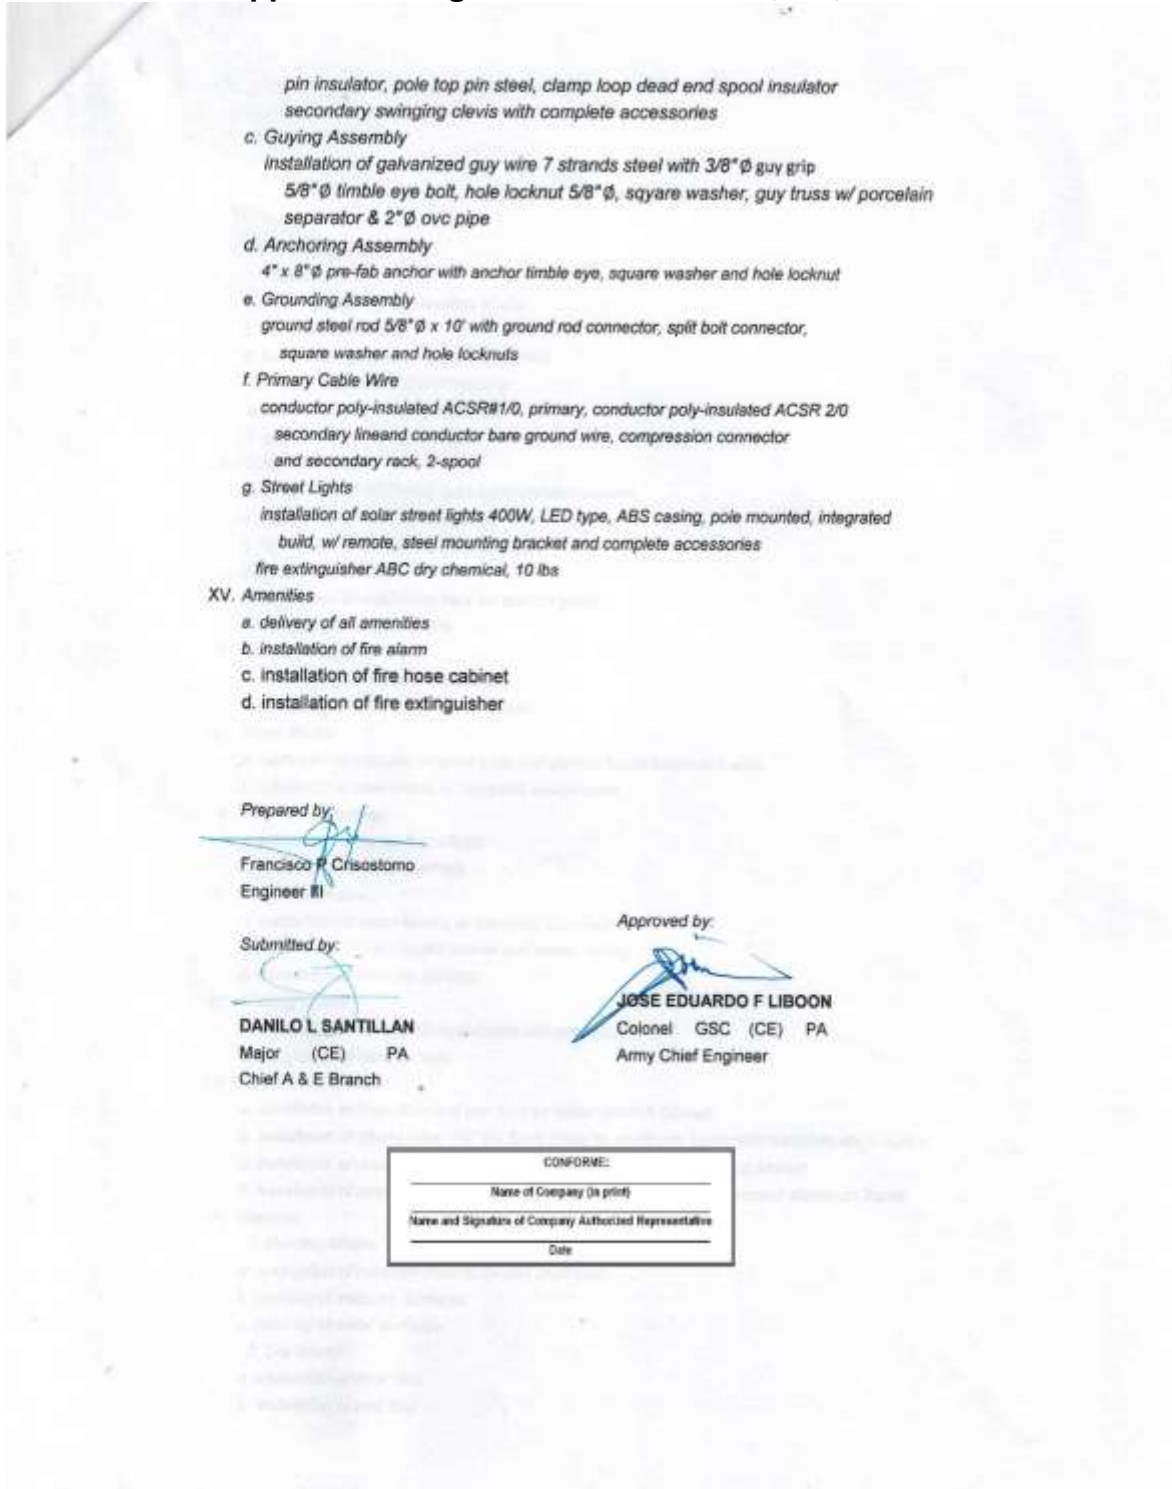 pin insulator, pole top pin steel, clamp loop dead end spool insulator
secondary swinging clevis with complete accessories
c. Guying Assembly
installation of galvanized guy wire 7 strands steel with 3/8"Ø guy grip
5/8"Ø timble eye bolt, hole locknut 5/8"Ø, sqyare washer, guy truss w/ porcelain
separator & 2"Ø ovc pipe
d. Anchoring Assembly
4" x 8"Ø pre-fab anchor with anchor timble eye, square washer and hole locknut
e. Grounding Assembly
ground steel rod 5/8"Ø x 10' with ground rod connector, split bolt connector,
square washer and hole locknuts
f. Primary Cable Wire
conductor poly-insulated ACSR#1/0, primary, conductor poly-insulated ACSR 2/0
secondary lineand conductor bare ground wire, compression connector
and secondary rack, 2-spool
g. Street Lights
installation of solar street lights 400W, LED type, ABS casing, pole mounted, integrated
build, w/ remote, steel mounting bracket and complete accessories
fire extinguisher ABC dry chemical, 10 lbs
XV. Amenities
a. delivery of all amenities
b. installation of fire alarm
c. installation of fire hose cabinet
d. installation of fire extinguisher
Prepared by:
Francisco P Crisostomo
Engineer III
Submitted by:
DANILO L SANTILLAN
Major (CE) PA
Chief A & E Branch
Approved by:
JOSE EDUARDO F LIBOON
Colonel GSC (CE) PA
Army Chief Engineer
CONFORME:
Name of Company (in print)
Name and Signature of Company Authorized Representative
Date